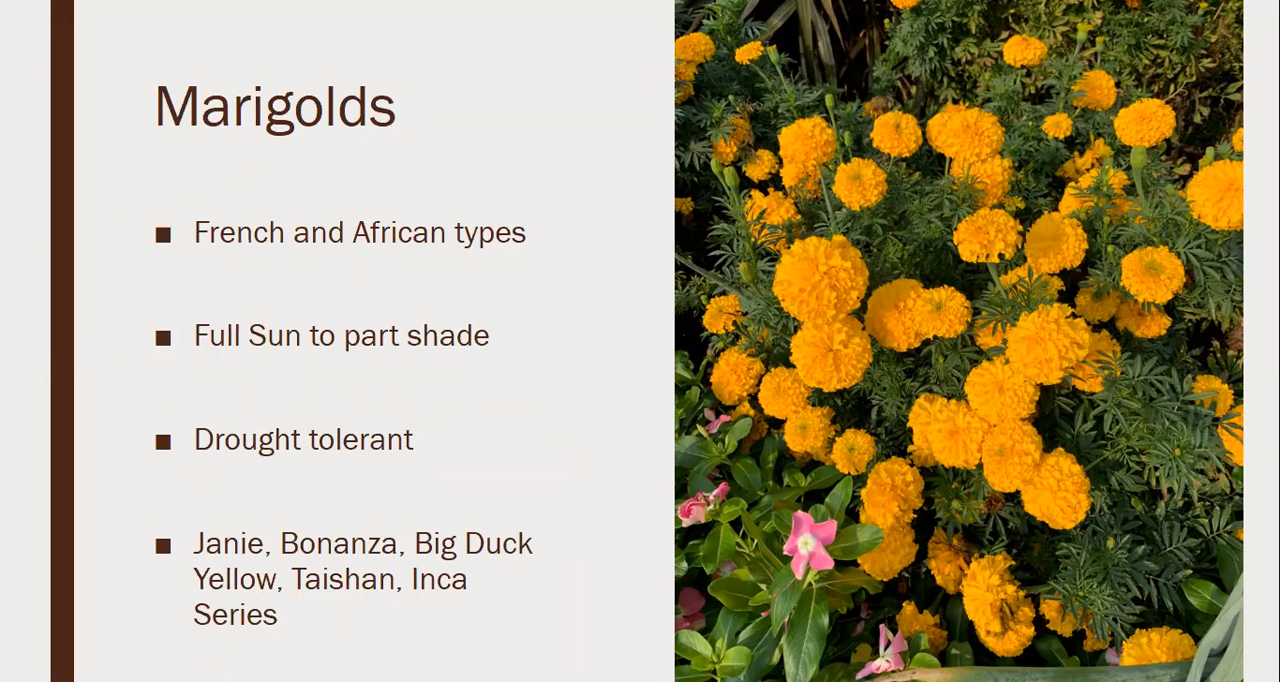 Marigolds
■ French and African types
■ Full Sun to part shade
■ Drought tolerant
■ Janie, Bonanza, Big Duck
Yellow, Taishan, Inca
Series